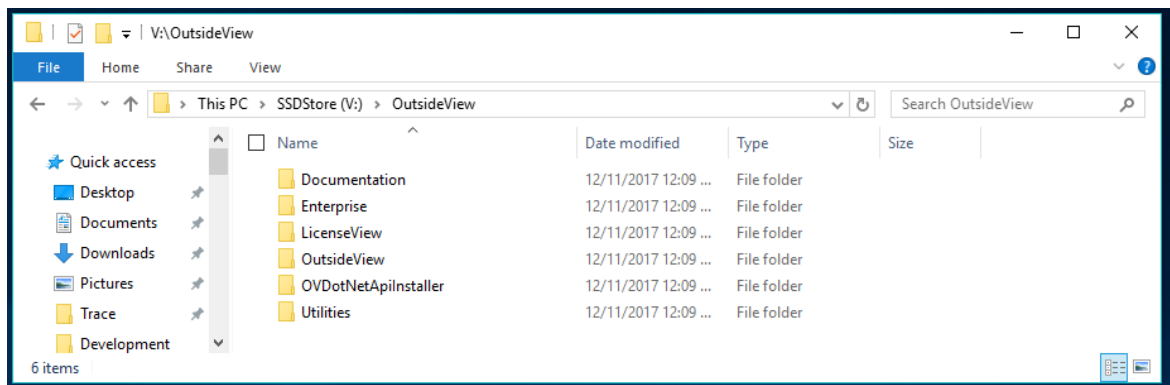 V:\OutsideView
File Home Share View
This PC > SSDStore (V:) > OutsideView Search OutsideView
Name Date modified Type Size
Quick access
Desktop
Documents
Downloads
Pictures
Trace
Development
Documentation 12/11/2017 12:09 ... File folder
Enterprise 12/11/2017 12:09 ... File folder
LicenseView 12/11/2017 12:09 ... File folder
OutsideView 12/11/2017 12:09 ... File folder
OVDotNetApiInstaller 12/11/2017 12:09 ... File folder
Utilities 12/11/2017 12:09 ... File folder
6 items